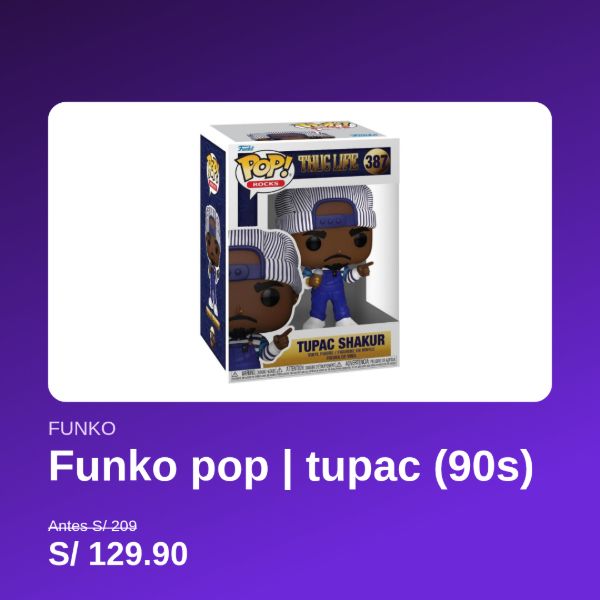 Funko
POP!
ROCKS
THUG LIFE
387
TUPAC SHAKUR
FUNKO
Funko pop | tupac (90s)
Antes S/ 209
S/ 129.90